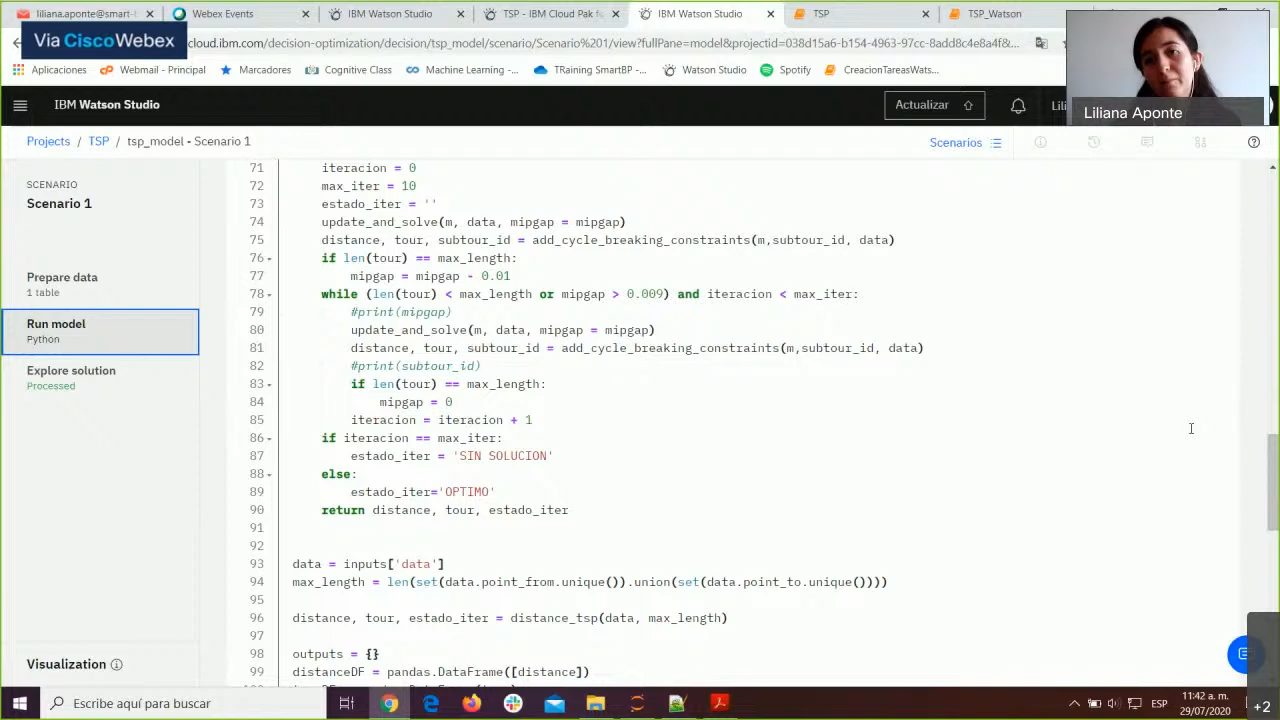 liliana.aponte@smart-
Webex Events
IBM Watson Studio
TSP - IBM Cloud Pak f
IBM Watson Studio
TSP
TSP_Watson
Via CiscoWebex
cloud.ibm.com/decision-optimization/decision/tsp_model/scenario/Scenario%201/view?fullPane=model&projectid=038d15a6-b154-4963-97cc-8add8c4e8a4f&...
Aplicaciones
Webmail - Principal
Marcadores
Cognitive Class
Machine Learning -...
TRaining SmartBP -...
Watson Studio
Spotify
CreacionTareasWats...
IBM Watson Studio
Actualizar
Lili
Liliana Aponte
Projects / TSP / tsp_model • Scenario 1
Scenarios
SCENARIO
Scenario 1
Prepare data
1 table
Run model
Python
Explore solution
Processed
Visualization
71 iteracion = 0
72 max_iter = 10
73 estado_iter = ''
74 update_and_solve(m, data, mipgap = mipgap)
75 distance, tour, subtour_id = add_cycle_breaking_constraints(m,subtour_id, data)
76 if len(tour) == max_length:
77 mipgap = mipgap - 0.01
78 while (len(tour) < max_length or mipgap > 0.009) and iteracion < max_iter:
79 #print(mipgap)
80 update_and_solve(m, data, mipgap = mipgap)
81 distance, tour, subtour_id = add_cycle_breaking_constraints(m,subtour_id, data)
82 #print(subtour_id)
83 if len(tour) == max_length:
84 mipgap = 0
85 iteracion = iteracion + 1
86 if iteracion == max_iter:
87 estado_iter = 'SIN SOLUCION'
88 else:
89 estado_iter='OPTIMO'
90 return distance, tour, estado_iter
91
92
93 data = inputs['data']
94 max_length = len(set(data.point_from.unique()).union(set(data.point_to.unique())))
95
96 distance, tour, estado_iter = distance_tsp(data, max_length)
97
98 outputs = {}
99 distanceDF = pandas.DataFrame([distance])
Escribe aquí para buscar
ESP
11:42 a. m.
29/07/2020
+2